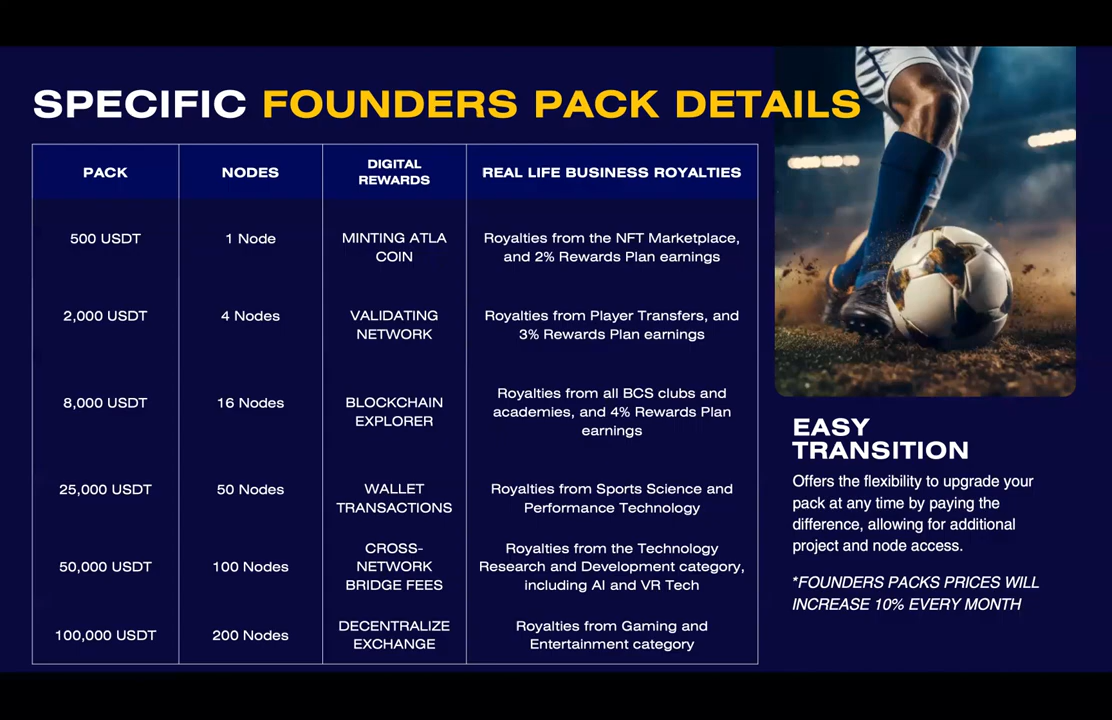 SPECIFIC FOUNDERS PACK DETAILS
PACK
NODES
DIGITAL
REWARDS
REAL LIFE BUSINESS ROYALTIES
500 USDT
1 Node
MINTING ATLA
COIN
Royalties from the NFT Marketplace,
and 2% Rewards Plan earnings
2,000 USDT
4 Nodes
VALIDATING
NETWORK
Royalties from Player Transfers, and
3% Rewards Plan earnings
8,000 USDT
16 Nodes
BLOCKCHAIN
EXPLORER
Royalties from all BCS clubs and
academies, and 4% Rewards Plan
earnings
25,000 USDT
50 Nodes
WALLET
TRANSACTIONS
Royalties from Sports Science and
Performance Technology
50,000 USDT
100 Nodes
CROSS-
NETWORK
BRIDGE FEES
Royalties from the Technology
Research and Development category,
including AI and VR Tech
100,000 USDT
200 Nodes
DECENTRALIZE
EXCHANGE
Royalties from Gaming and
Entertainment category
EASY
TRANSITION
Offers the flexibility to upgrade your
pack at any time by paying the
difference, allowing for additional
project and node access.
*FOUNDERS PACKS PRICES WILL
INCREASE 10% EVERY MONTH